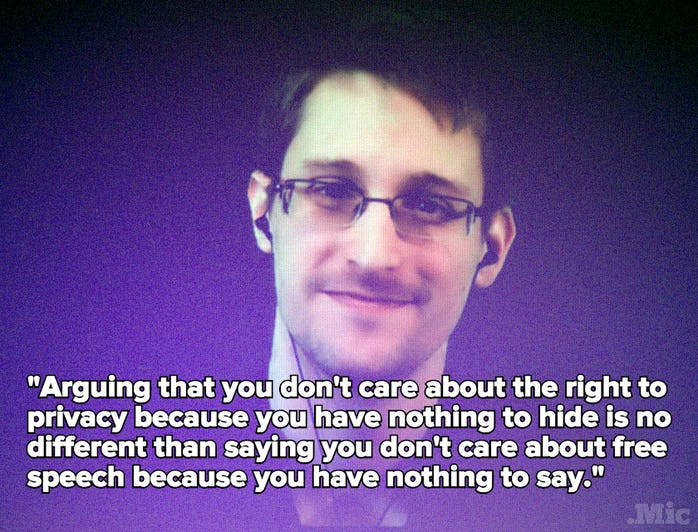 "Arguing that you don't care about the right to
privacy because you have nothing to hide is no
different than saying you don't care about free
speech because you have nothing to say."
.Mic